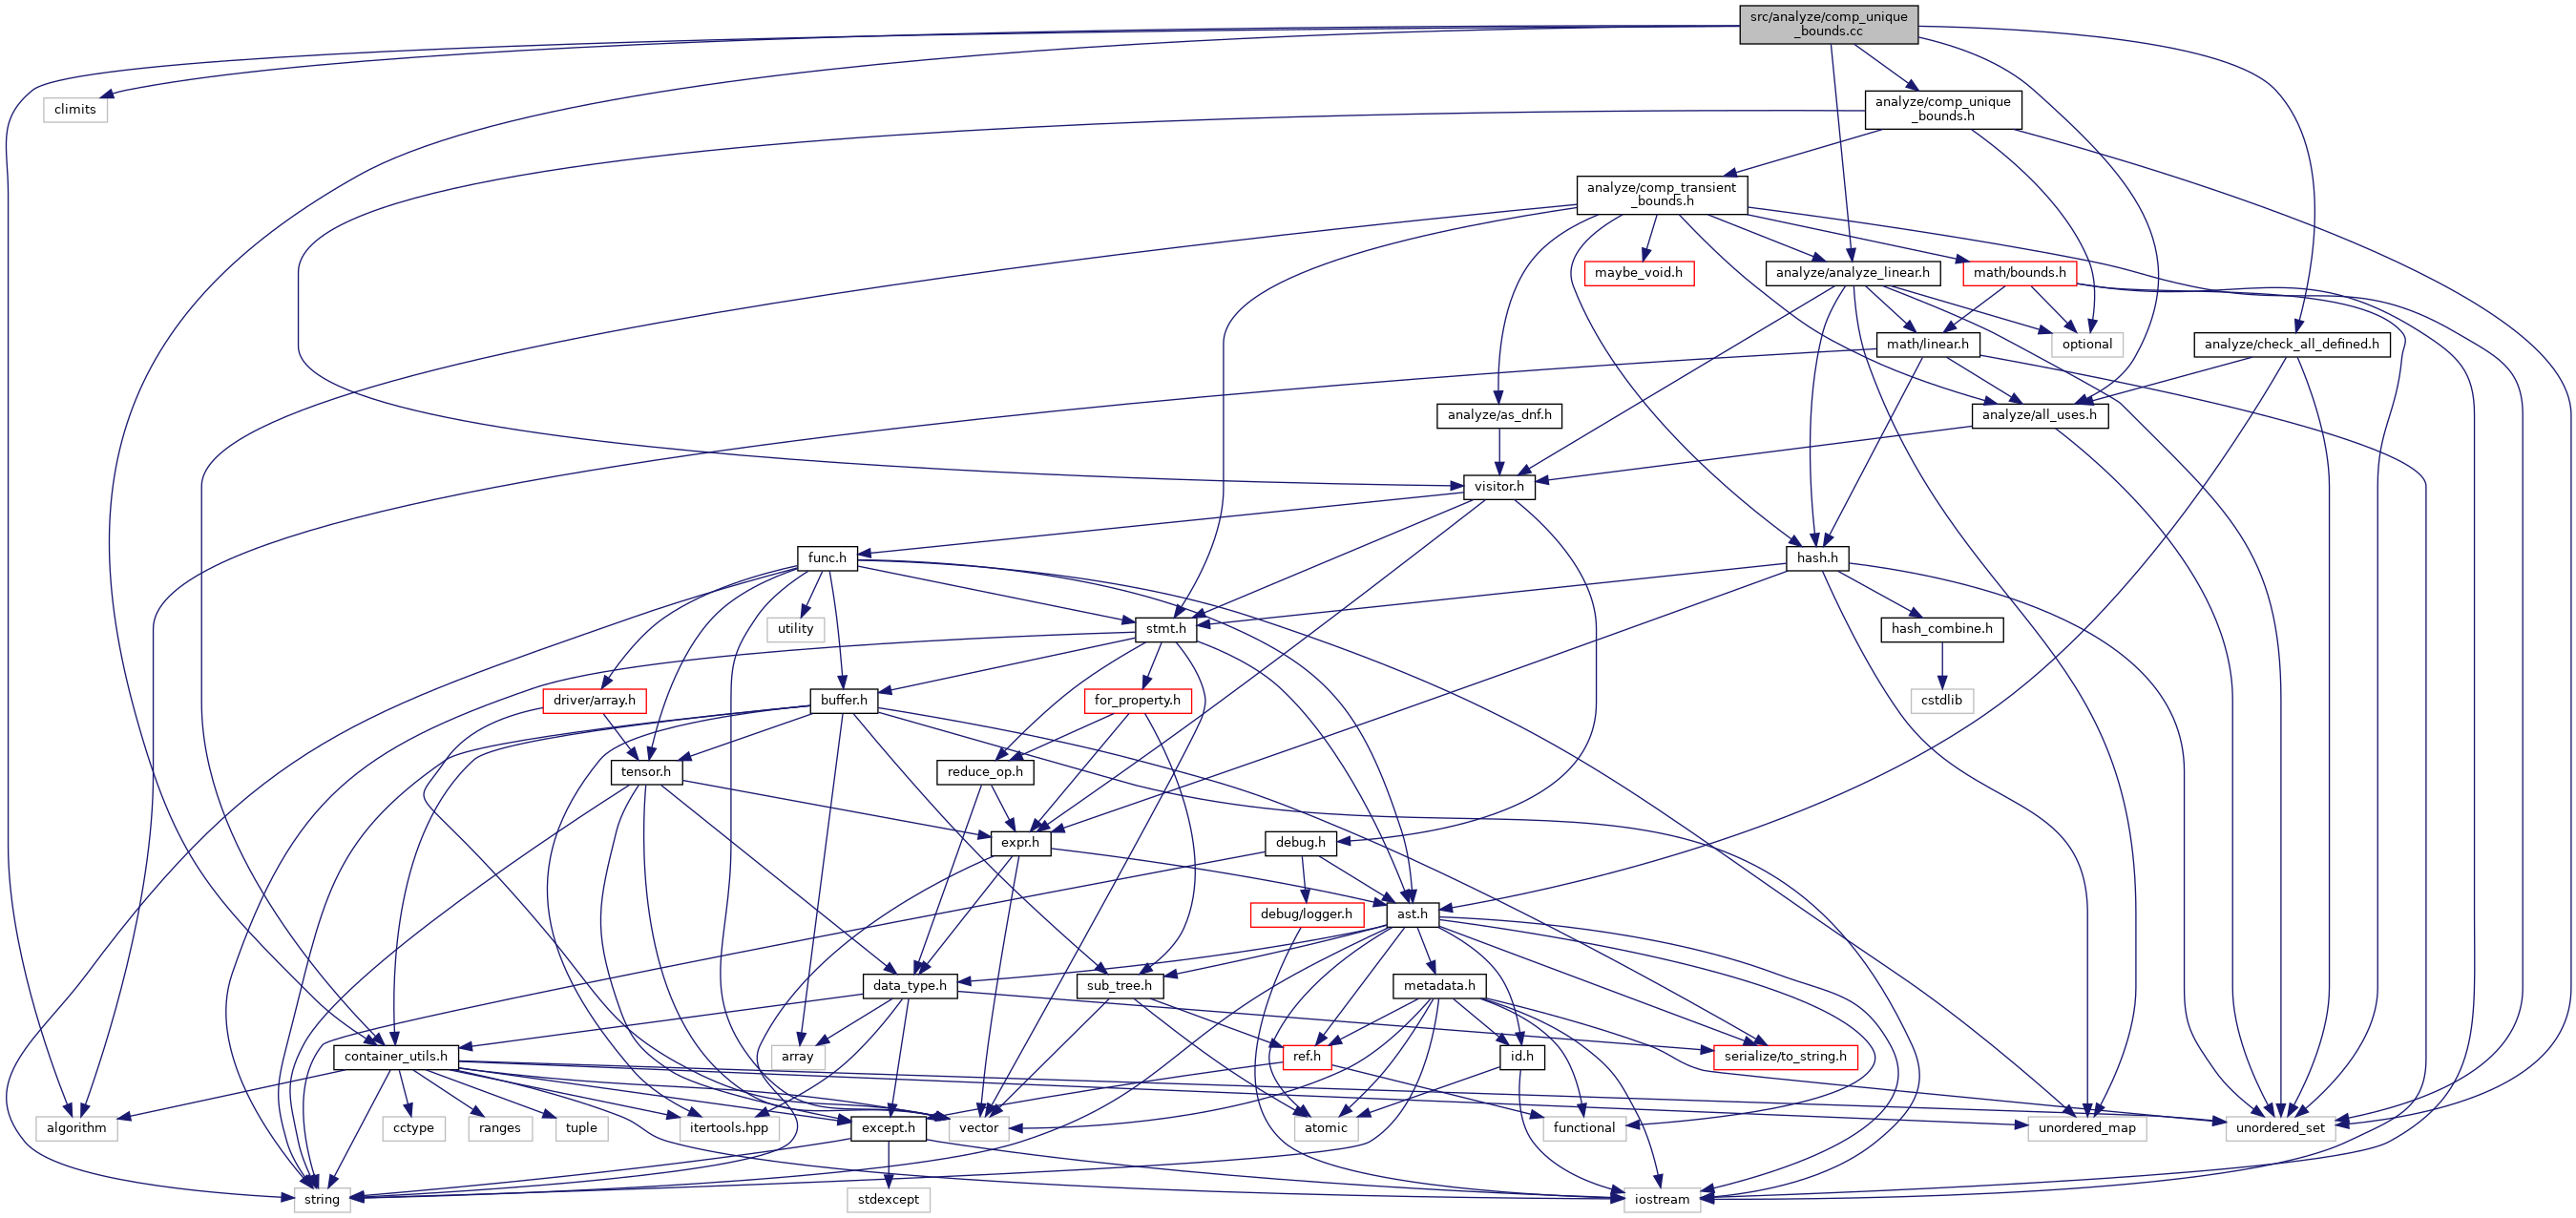 src/analyze/comp_unique
_bounds.cc
climits
analyze/comp_unique
_bounds.h
analyze/comp_transient
_bounds.h
maybe_void.h
analyze/analyze_linear.h
math/bounds.h
math/linear.h
optional
analyze/check_all_defined.h
analyze/as_dnf.h
analyze/all_uses.h
visitor.h
func.h
hash.h
utility
stmt.h
hash_combine.h
driver/array.h
buffer.h
for_property.h
cstdlib
tensor.h
reduce_op.h
expr.h
debug.h
debug/logger.h
ast.h
data_type.h
sub_tree.h
metadata.h
container_utils.h
array
ref.h
id.h
serialize/to_string.h
algorithm
cctype
ranges
tuple
itertools.hpp
except.h
vector
atomic
functional
unordered_map
unordered_set
string
stdexcept
iostream